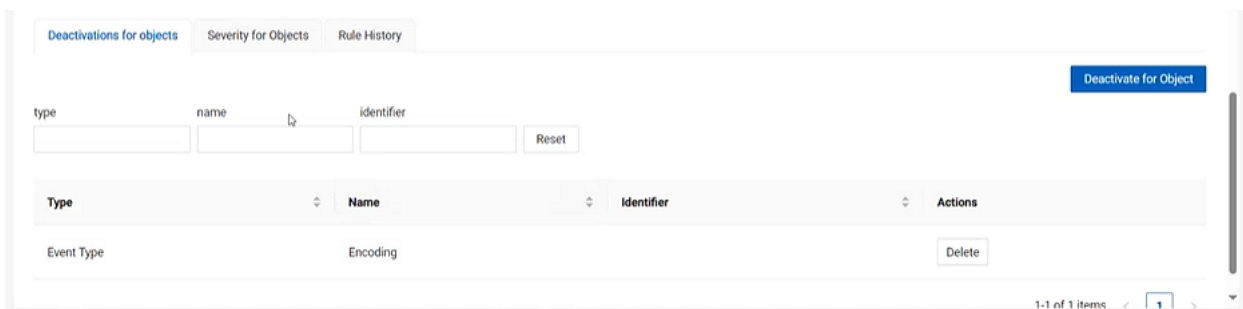 Deactivations for objects Severity for Objects Rule History
Deactivate for Object
type name identifier
Reset
Type Name Identifier Actions
Event Type Encoding Delete
1-1 of 1 items < 1 >